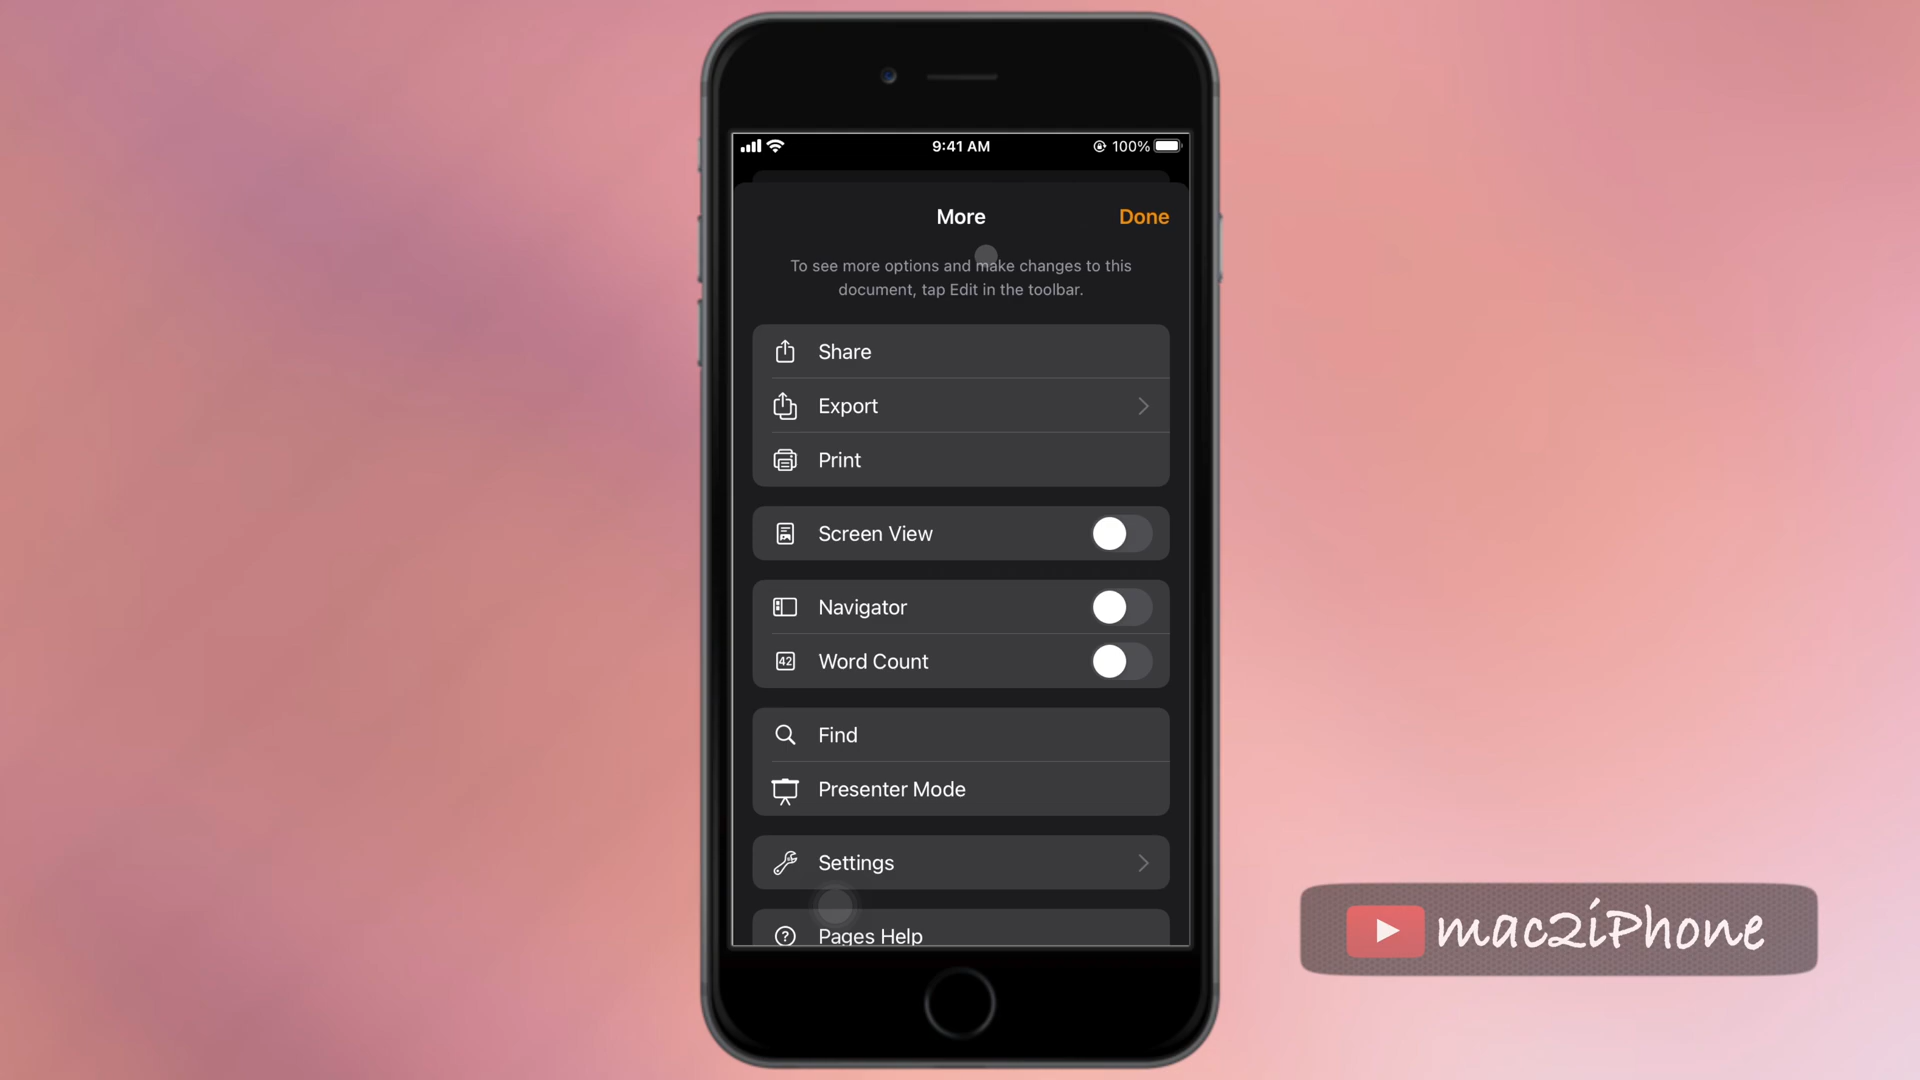 9:41 AM
100%
More
Done
To see more options and make changes to this
document, tap Edit in the toolbar.
Share
Export
Print
Screen View
Navigator
42
Word Count
Find
Presenter Mode
Settings
Pages Help
mac2iPhone